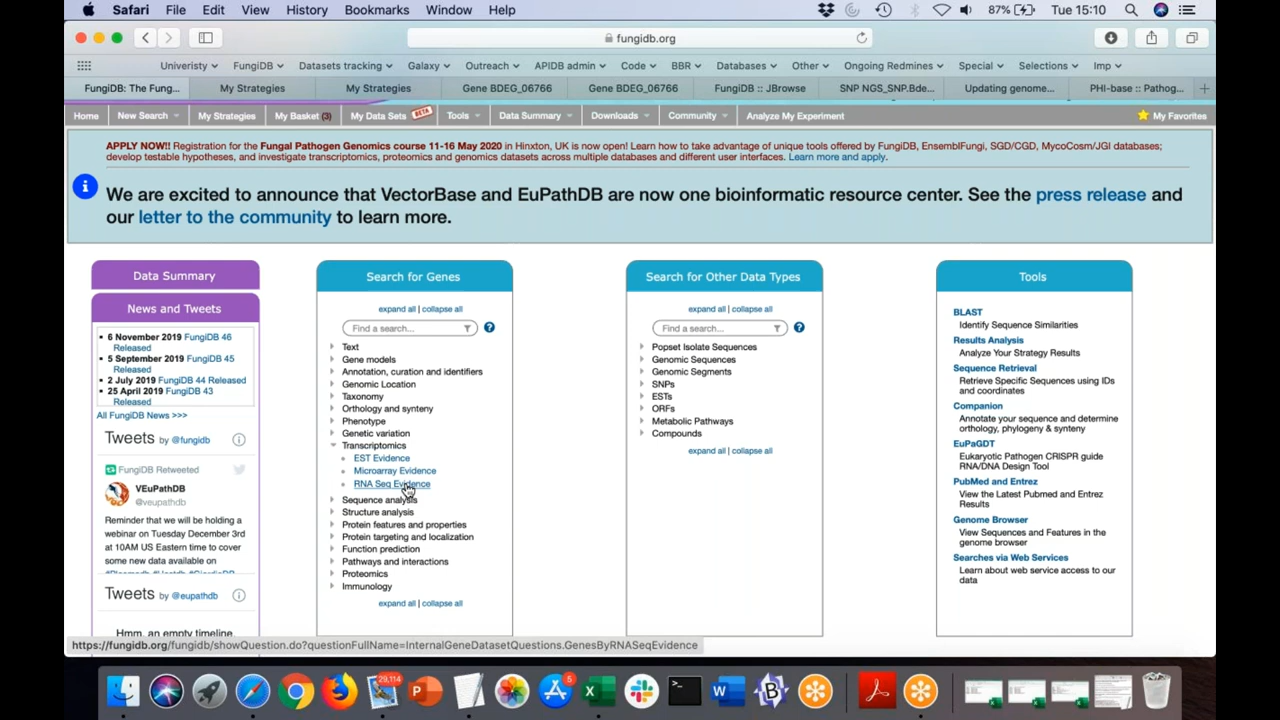 Safari File Edit View History Bookmarks Window Help 87% Tue 15:10
fungidb.org
Univeristy FungiDB Datasets tracking Galaxy Outreach APIDB admin Code BBR Databases Other Ongoing Redmines Special Selections Imp
FungiDB: The Fung... My Strategies My Strategies Gene BDEG_06766 Gene BDEG_06766 FungiDB :: JBrowse SNP NGS_SNP.Bde... Updating genome... PHI-base :: Pathog...
Home New Search My Strategies My Basket (3) My Data Sets BETA Tools Data Summary Downloads Community Analyze My Experiment My Favorites
APPLY NOW!! Registration for the Fungal Pathogen Genomics course 11-16 May 2020 in Hinxton, UK is now open! Learn how to take advantage of unique tools offered by FungiDB, EnsemblFungi, SGD/CGD, MycoCosm/JGI databases;
develop testable hypotheses, and investigate transcriptomics, proteomics and genomics datasets across multiple databases and different user interfaces. Learn more and apply.
We are excited to announce that VectorBase and EuPathDB are now one bioinformatic resource center. See the press release and
our letter to the community to learn more.
Data Summary
News and Tweets
6 November 2019 FungiDB 46
Released
5 September 2019 FungiDB 45
Released
2 July 2019 FungiDB 44 Released
25 April 2019 FungiDB 43
Released
All FungiDB News >>>
Tweets by @fungidb
FungiDB Retweeted
VEuPathDB
@veupathdb
Reminder that we will be holding a
webinar on Tuesday December 3rd
at 10AM US Eastern time to cover
some new data available on
Tweets by @eupathdb
Hmm, an empty timeline.
Search for Genes
expand all | collapse all
Find a search...
Text
Gene models
Annotation, curation and identifiers
Genomic Location
Taxonomy
Orthology and synteny
Phenotype
Genetic variation
Transcriptomics
EST Evidence
Microarray Evidence
RNA Seq Evidence
Sequence analysis
Structure analysis
Protein features and properties
Protein targeting and localization
Function prediction
Pathways and interactions
Proteomics
Immunology
expand all | collapse all
Search for Other Data Types
expand all | collapse all
Find a search...
Popset Isolate Sequences
Genomic Sequences
Genomic Segments
SNPs
ESTs
ORFs
Metabolic Pathways
Compounds
expand all | collapse all
Tools
BLAST
Identify Sequence Similarities
Results Analysis
Analyze Your Strategy Results
Sequence Retrieval
Retrieve Specific Sequences using IDs
and coordinates
Companion
Annotate your sequence and determine
orthology, phylogeny & synteny
EuPaGDT
Eukaryotic Pathogen CRISPR guide
RNA/DNA Design Tool
PubMed and Entrez
View the Latest Pubmed and Entrez
Results
Genome Browser
View Sequences and Features in the
genome browser
Searches via Web Services
Learn about web service access to our
data
https://fungidb.org/fungidb/showQuestion.do?questionFullName=InternalGeneDatasetQuestions.GenesByRNASeqEvidence
29,114
5